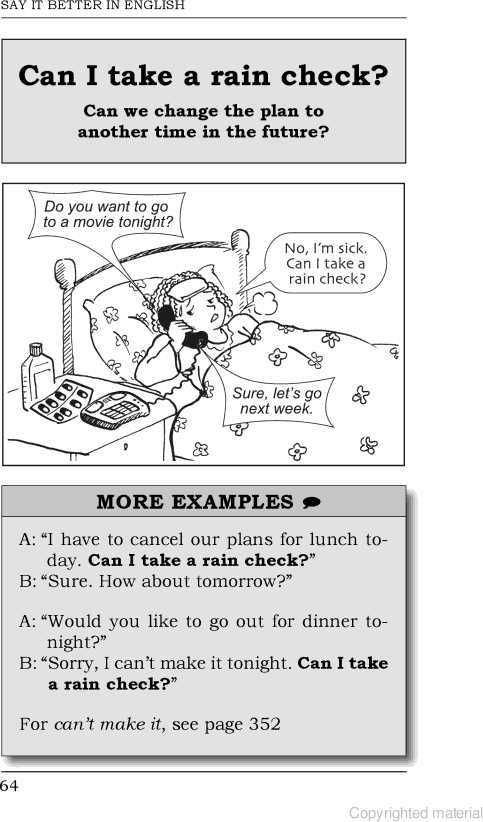 SAY IT BETTER IN ENGLISH
Can I take a rain check?
Can we change the plan to
another time in the future?
Do you want to go
to a movie tonight?
No, I'm sick.
Can I take a
rain check?
Sure, let's go
next week.
MORE EXAMPLES
A: “I have to cancel our plans for lunch to-
day. Can I take a rain check?”
B: “Sure. How about tomorrow?”
A: “Would you like to go out for dinner to-
night?”
B: “Sorry, I can't make it tonight. Can I take
a rain check?”
For can't make it, see page 352
64
Copyrighted material